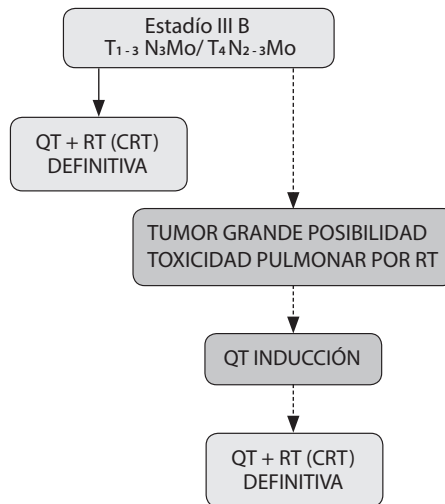 Estadío III B
T1-3 N3Mo/ T4N2-3Mo
QT + RT (CRT)
DEFINITIVA
TUMOR GRANDE POSIBILIDAD
TOXICIDAD PULMONAR POR RT
QT INDUCCIÓN
QT + RT (CRT)
DEFINITIVA